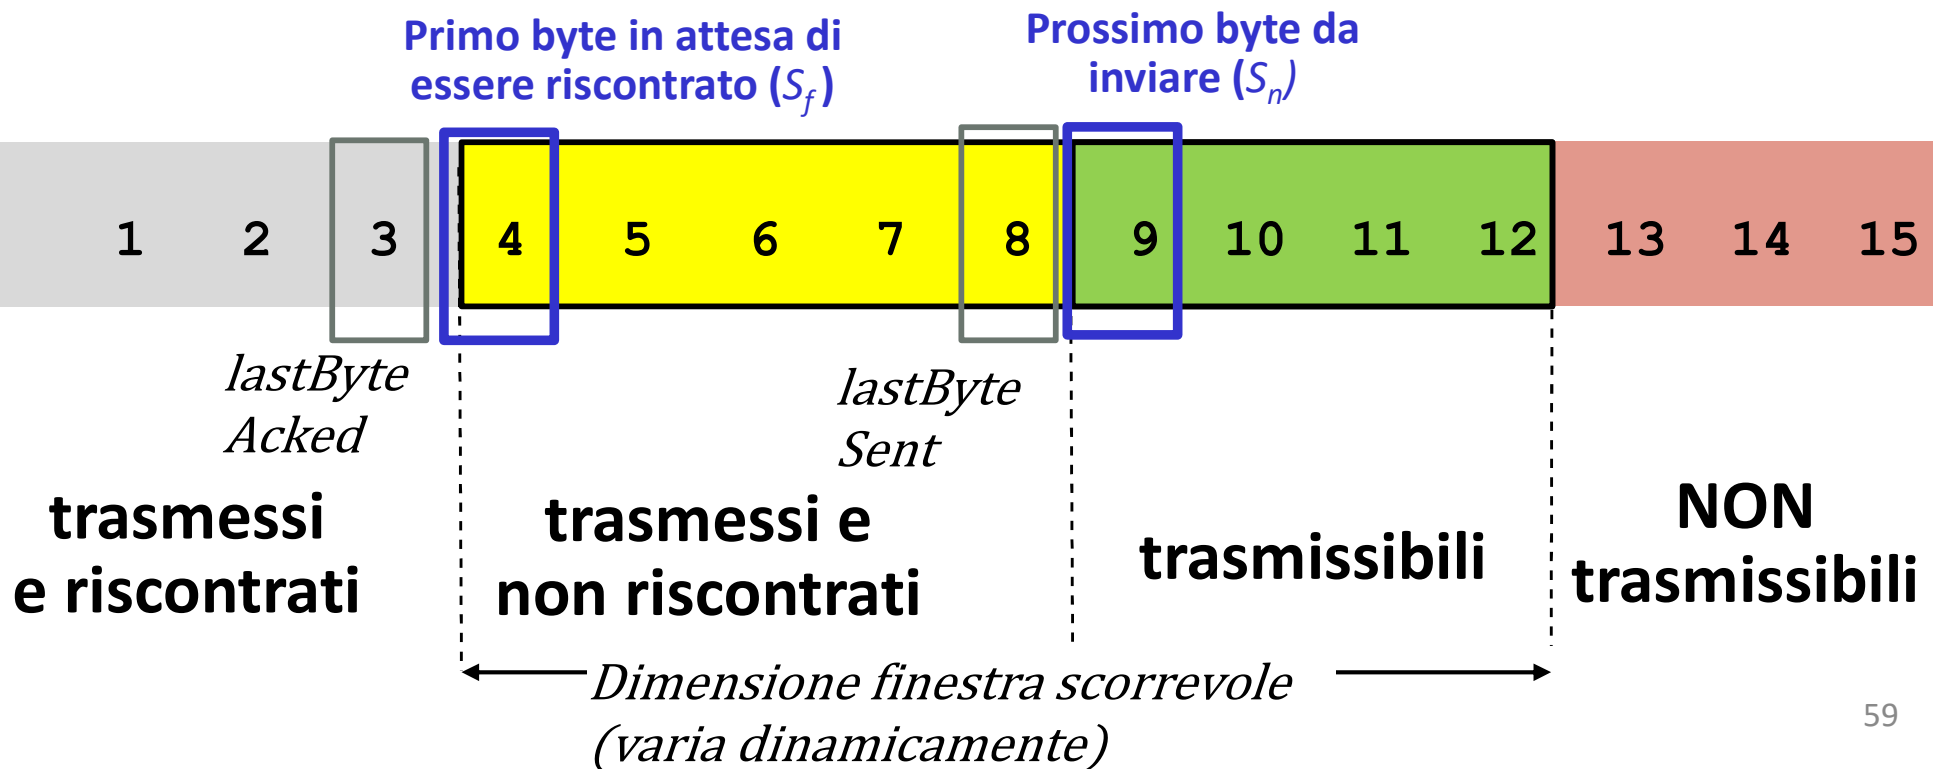 Primo byte in attesa di
essere riscontrato (Sf)
Prossimo byte da
inviare (Sn)
1 2 3 4 5 6 7 8 9 10 11 12 13 14 15
lastByte
Acked
lastByte
Sent
trasmessi
e riscontrati
trasmessi e
non riscontrati
trasmissibili
NON
trasmissibili
Dimensione finestra scorrevole
(varia dinamicamente)
59